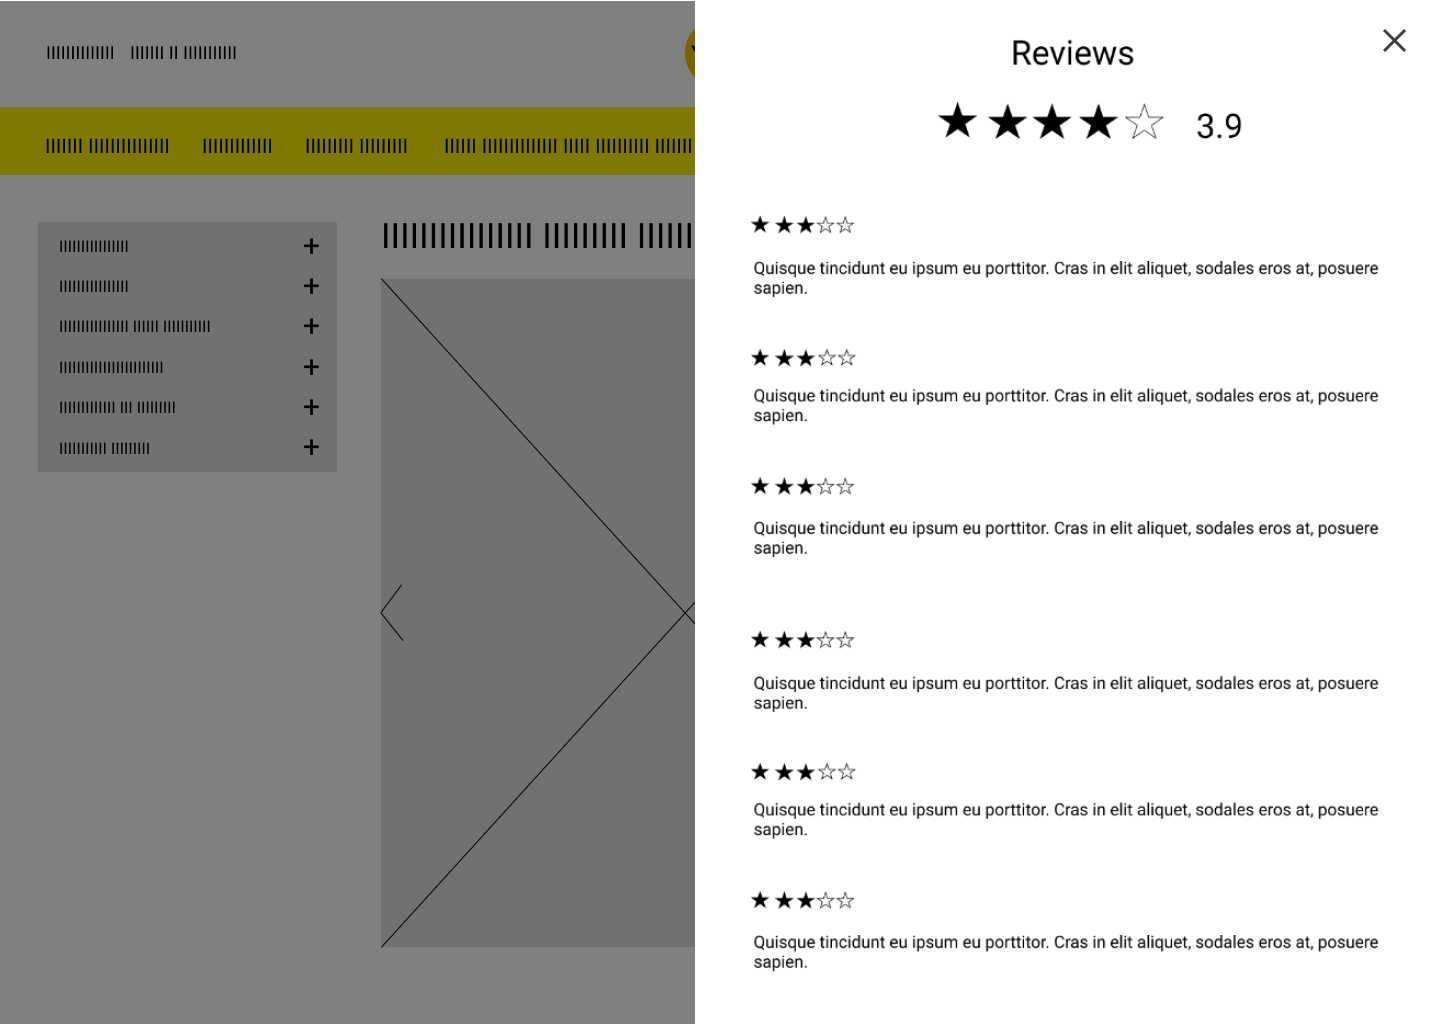 Reviews
3.9
Quisque tincidunt eu ipsum eu porttitor. Cras in elit aliquet, sodales eros at, posuere
sapien.
Quisque tincidunt eu ipsum eu porttitor. Cras in elit aliquet, sodales eros at, posuere
sapien.
Quisque tincidunt eu ipsum eu porttitor. Cras in elit aliquet, sodales eros at, posuere
sapien.
Quisque tincidunt eu ipsum eu porttitor. Cras in elit aliquet, sodales eros at, posuere
sapien.
Quisque tincidunt eu ipsum eu porttitor. Cras in elit aliquet, sodales eros at, posuere
sapien.
Quisque tincidunt eu ipsum eu porttitor. Cras in elit aliquet, sodales eros at, posuere
sapien.